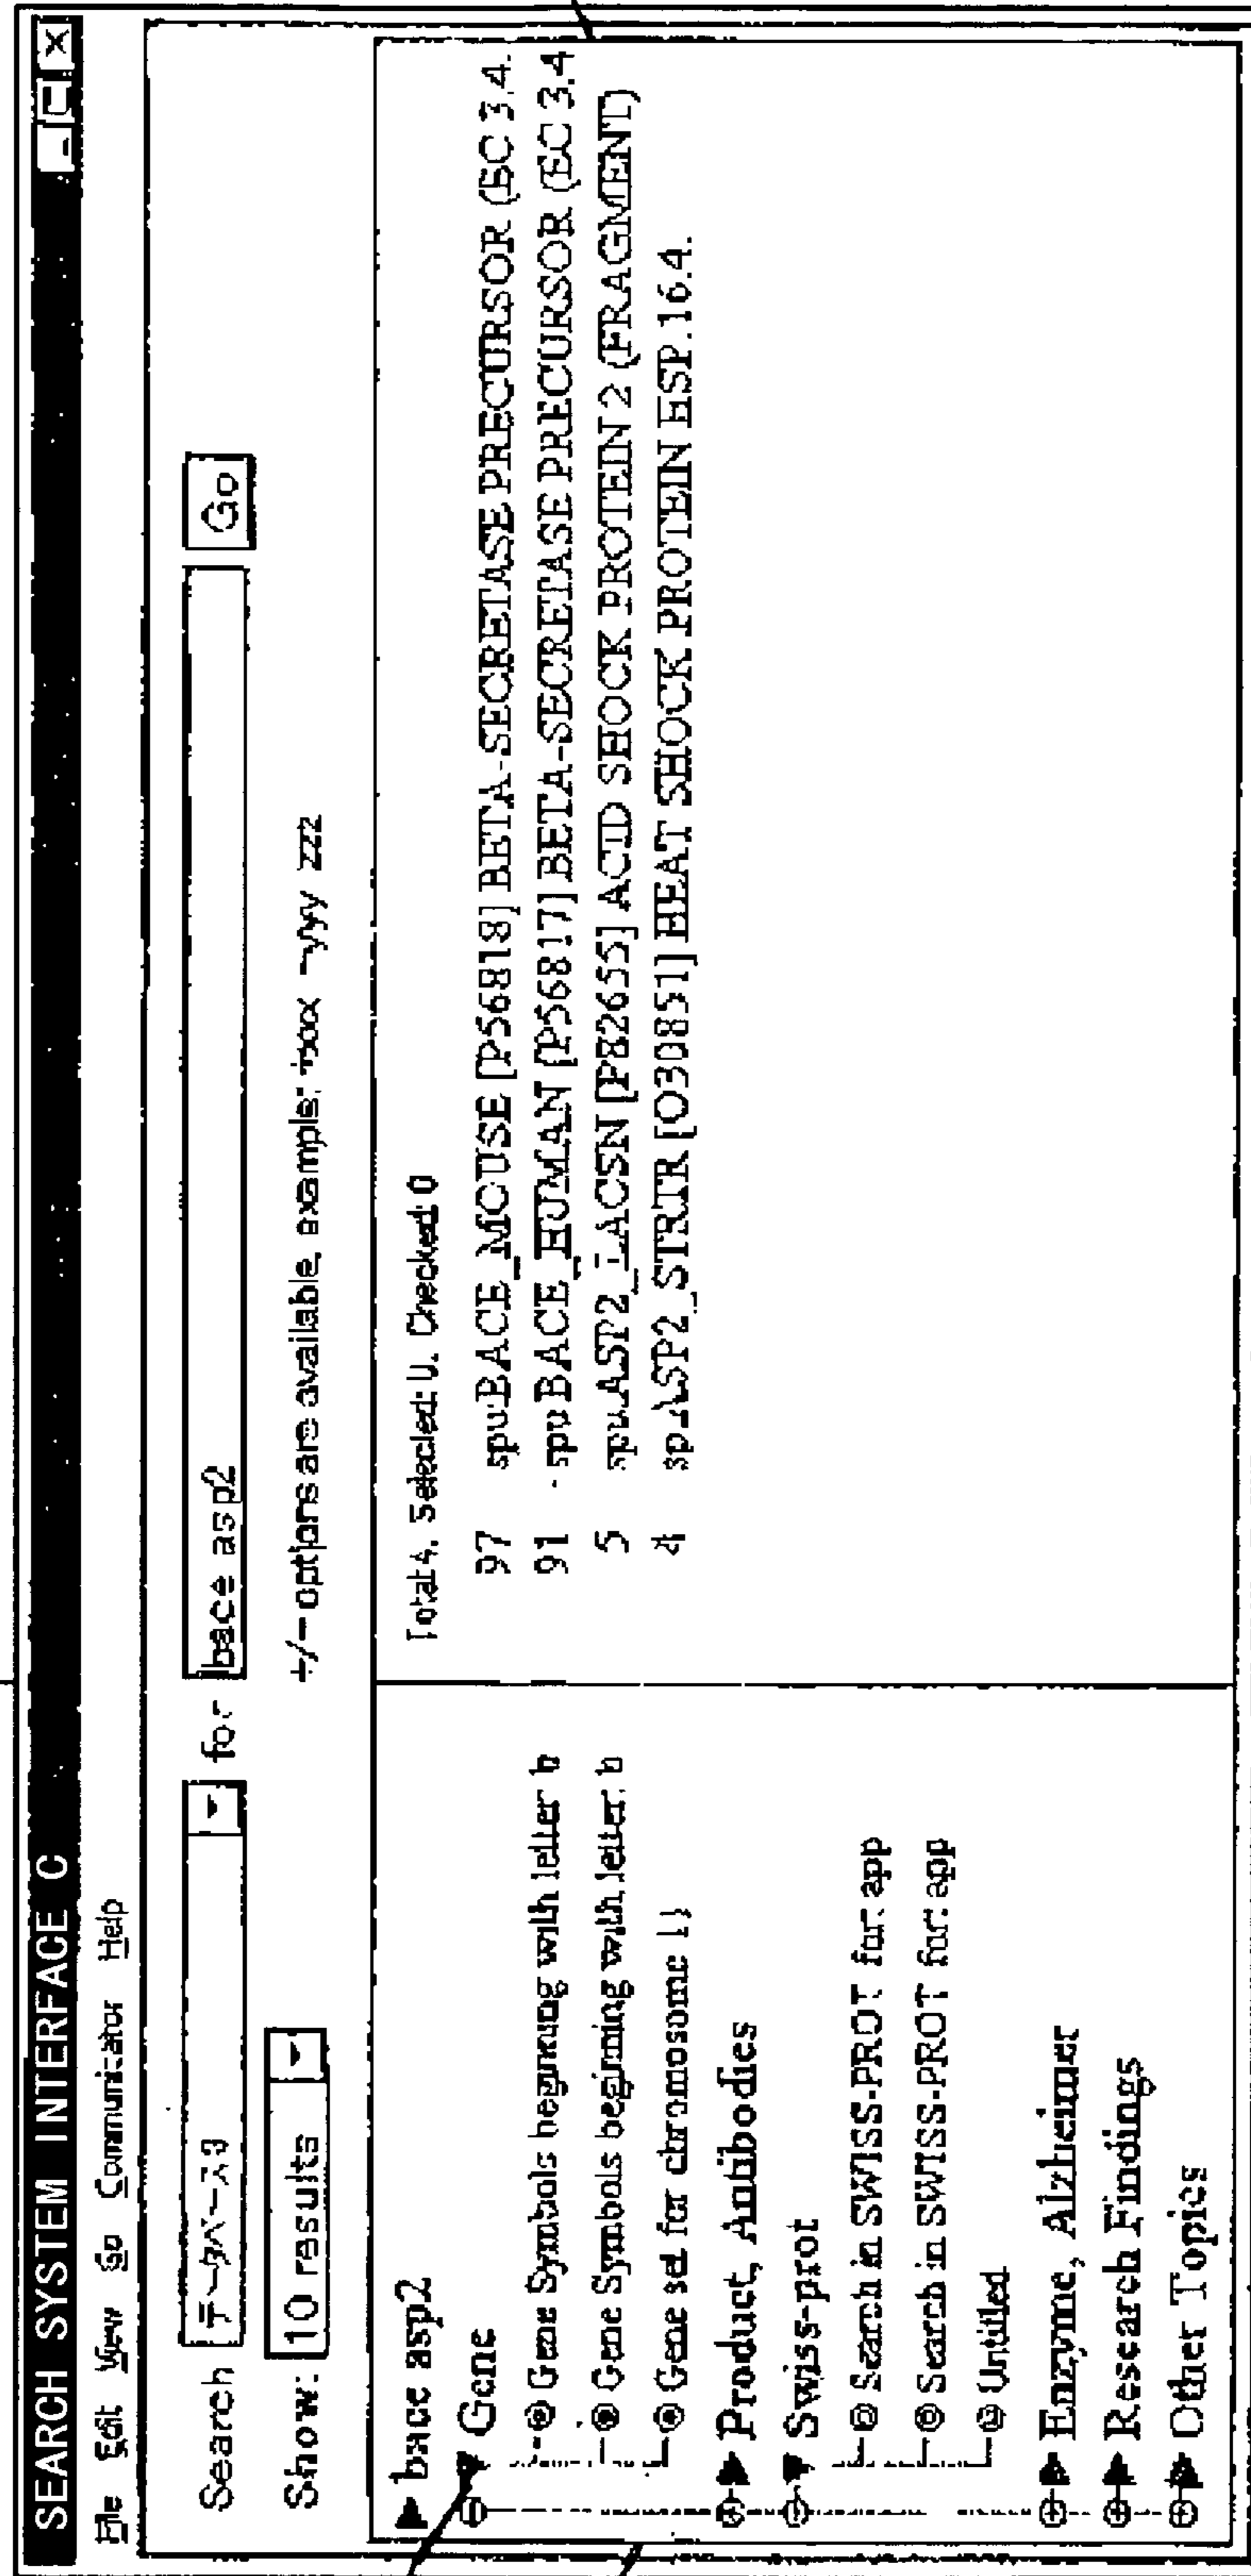 SEARCH SYSTEM INTERFACE C
File Edit View Go Communicator Help
Search データベース3 for bace asp2 Go
Show: 10 results
+/- options are available, example: +xxx -yyy zzz
bace asp2
Gene
Gene Symbols beginning with letter b
Gene Symbols beginning with letter: b
Gene set for chromosome
Product, Antibodies
Swiss-prot
Search in SWISS-PROT for: app
Search in SWISS-PROT for: app
Untitled
Enzyme, Alzheimer
Research Findings
Other Topics
Total 4, Selected: 0, Checked: 0
97 spu:BACE_MOUSE [P56818] BETA-SECRETASE PRECURSOR (EC 3.4.
91 spu:BACE_HUMAN [P56817] BETA-SECRETASE PRECURSOR (EC 3.4
5 spu:ASP2_LACSN [P82655] ACID SHOCK PROTEIN 2 (FRAGMENT)
4 sp:ASP2_STRTR [O30851] HEAT SHOCK PROTEIN HSP.16.4.